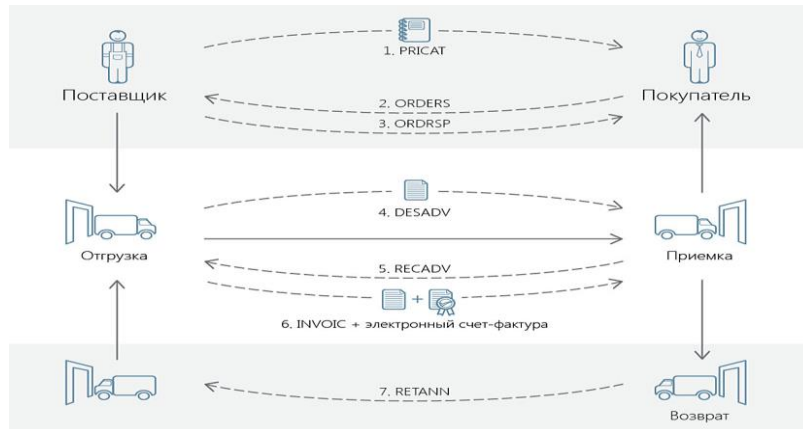 1. PRICAT
Поставщик
Покупатель
2. ORDERS
3. ORDRSP
4. DESADV
Отгрузка
Приемка
5. RECADV
+
6. INVOIC + электронный счет-фактура
7. RETANN
Возврат